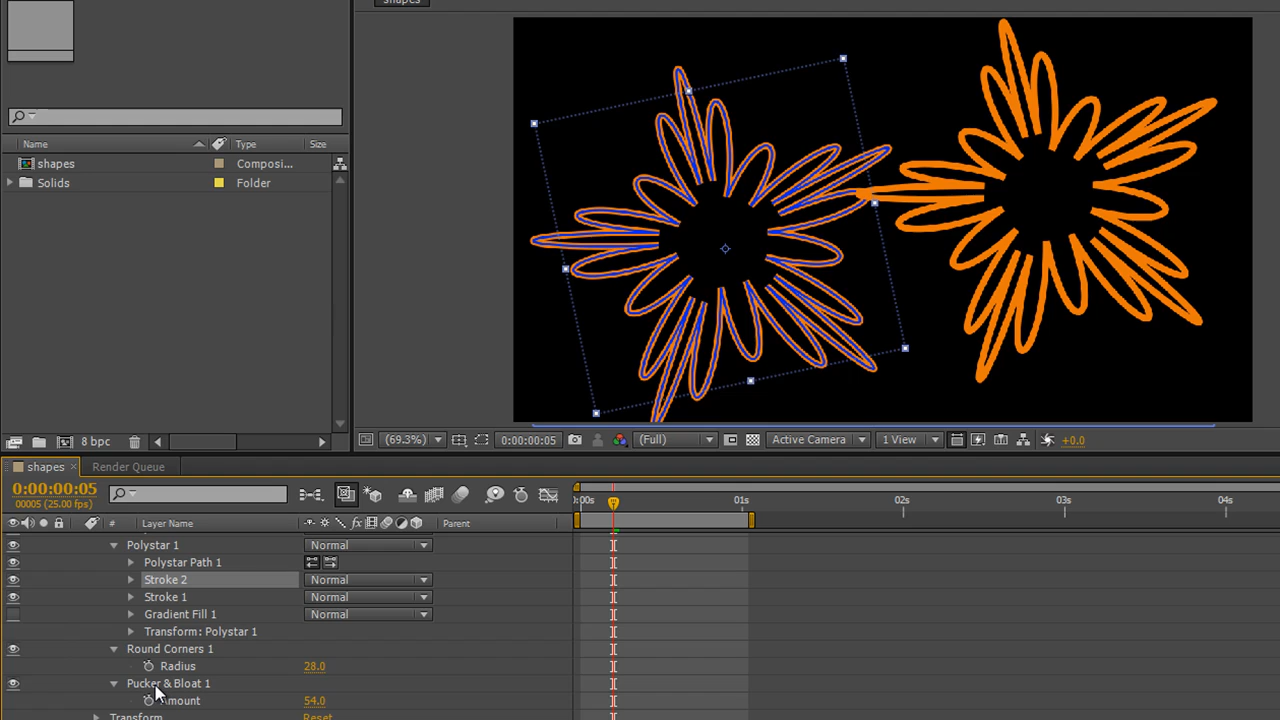 shapes
Name Type Size
shapes Composi...
Solids Folder
8 bpc
(69.3%) 0:00:00:05 (Full) Active Camera 1 View +0.0
shapes × Render Queue
0:00:00:05
00005 (25.00 fps)
:00s 01s 02s 03s 04s
# Layer Name Parent
Polystar 1 Normal
Polystar Path 1
Stroke 2 Normal
Stroke 1 Normal
Gradient Fill 1 Normal
Transform: Polystar 1
Round Corners 1
Radius 28.0
Pucker & Bloat 1
Amount 54.0
Transform Reset